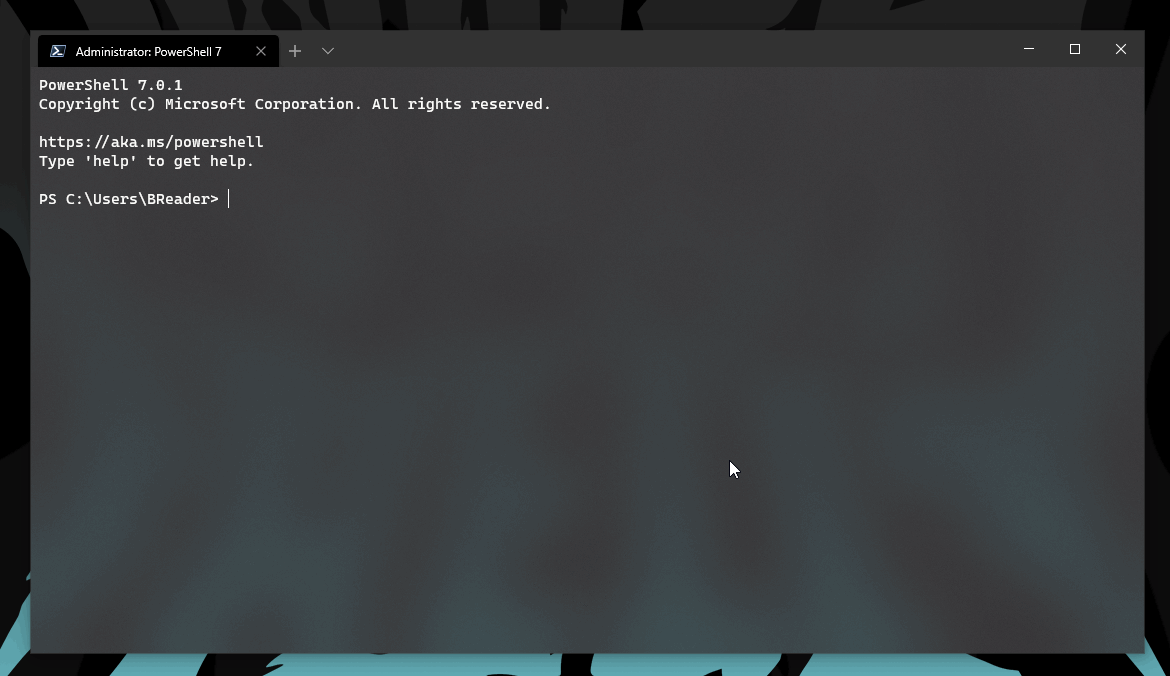 Administrator: PowerShell 7
PowerShell 7.0.1
Copyright (c) Microsoft Corporation. All rights reserved.
https://aka.ms/powershell
Type 'help' to get help.
PS C:\Users\BReader>